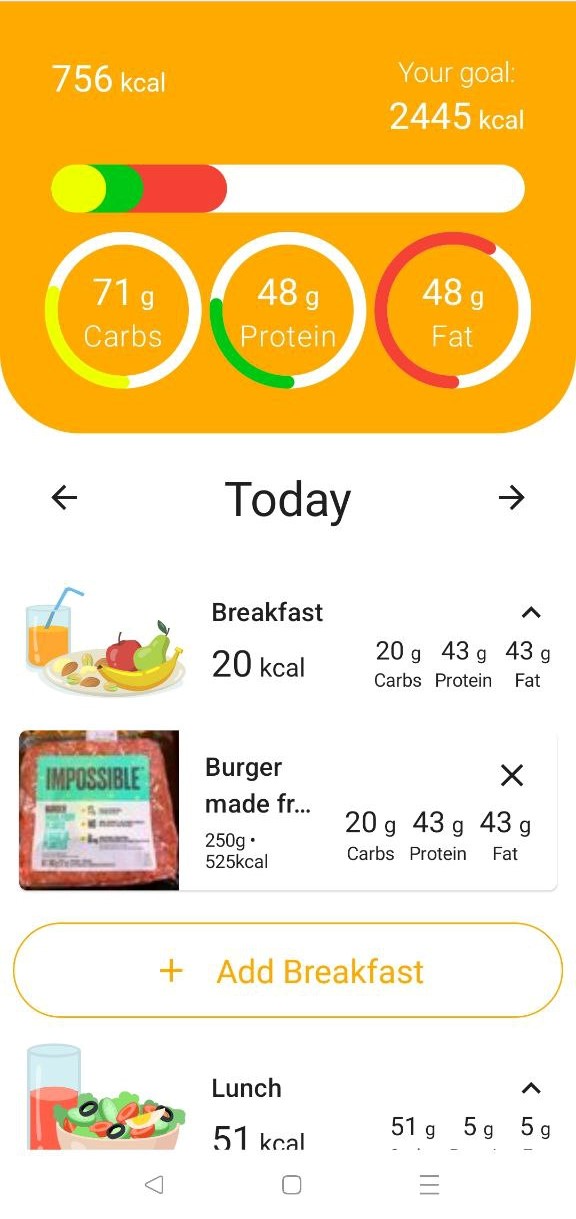 756 kcal
Your goal:
2445 kcal
71 g
Carbs
48 g
Protein
48 g
Fat
Today
Breakfast
20 kcal
20 g 43 g 43 g
Carbs Protein Fat
IMPOSSIBLE
BURGER
Burger
made fr...
250g •
525kcal
20 g 43 g 43 g
Carbs Protein Fat
+ Add Breakfast
Lunch
51 kcal
51 g 5 g 5 g